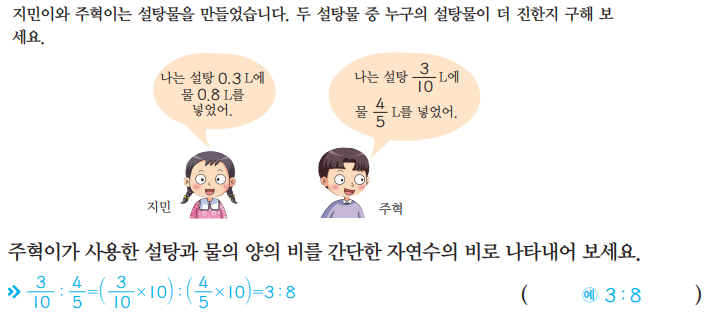 지민이와 주혁이는 설탕물을 만들었습니다. 두 설탕물 중 누구의 설탕물이 더 진한지 구해 보
세요.
나는 설탕 0.3 L에
물 0.8 L를
넣었어.
나는 설탕 3/10 L에
물 4/5 L를 넣었어.
지민
주혁
주혁이가 사용한 설탕과 물의 양의 비를 간단한 자연수의 비로 나타내어 보세요.
≫ 3/10 : 4/5=(3/10×10) : (4/5×10)=3 : 8 ( 예 3 : 8 )